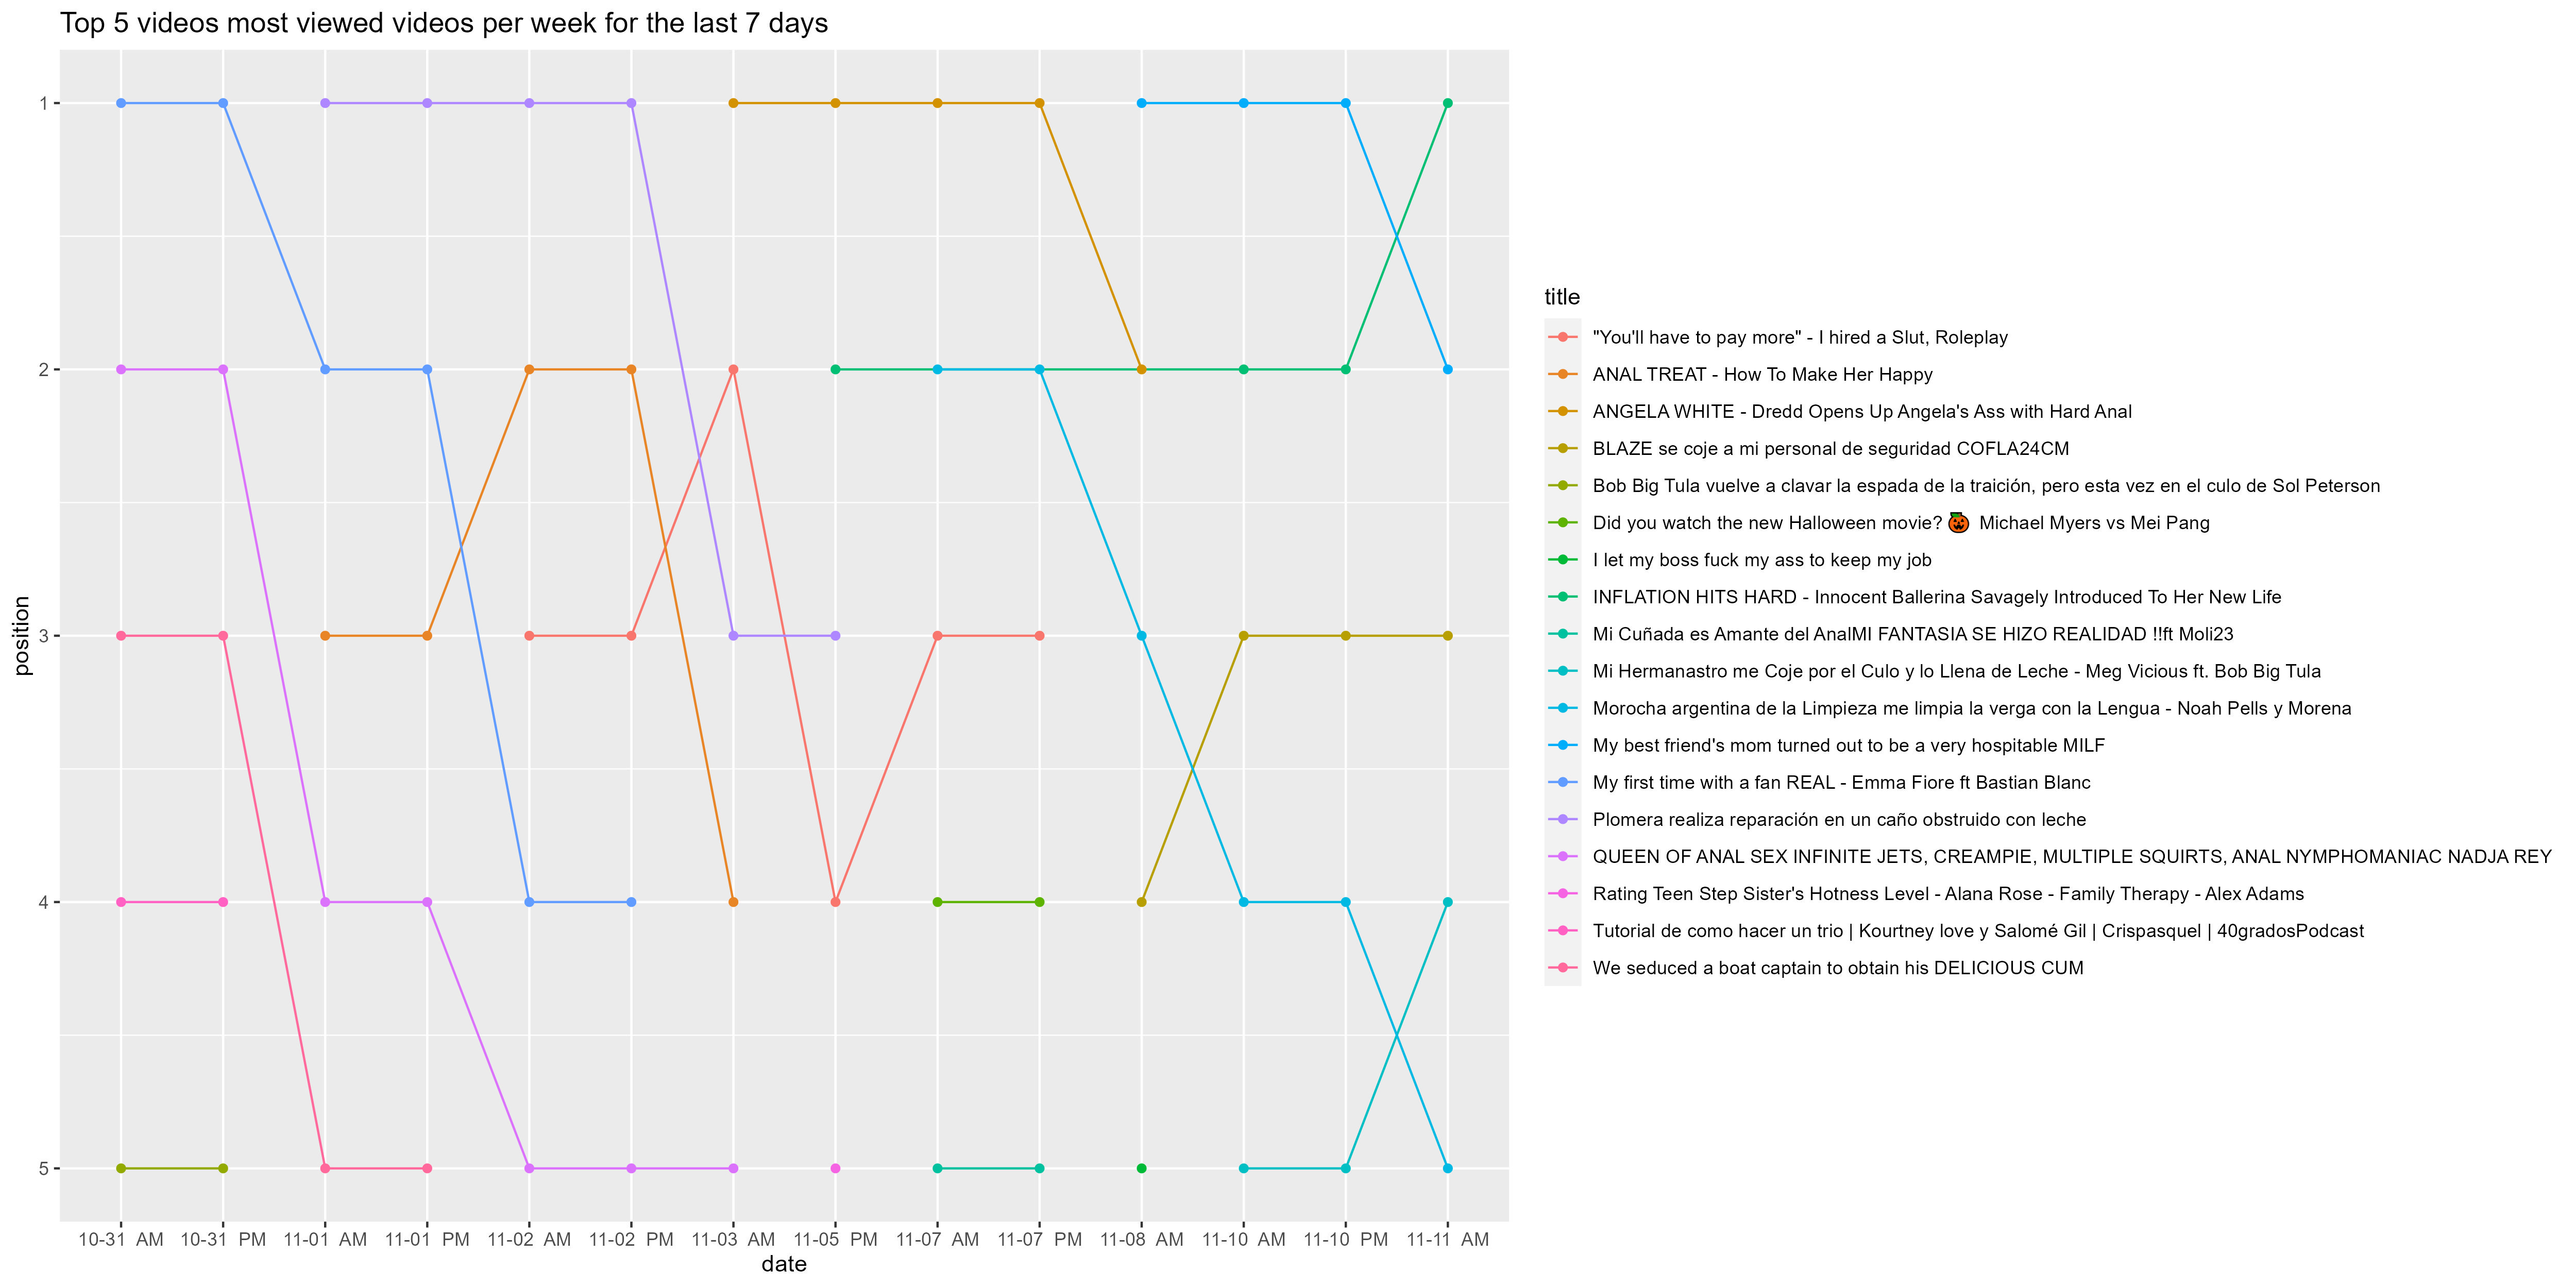 Top 5 videos most viewed videos per week for the last 7 days
position
1
2
3
4
5
10-31 AM
10-31 PM
11-01 AM
11-01 PM
11-02 AM
11-02 PM
11-03 AM
11-05 PM
11-07 AM
11-07 PM
11-08 AM
11-10 AM
11-10 PM
11-11 AM
date
title
"You'll have to pay more" - I hired a Slut, Roleplay
ANAL TREAT - How To Make Her Happy
ANGELA WHITE - Dredd Opens Up Angela's Ass with Hard Anal
BLAZE se coje a mi personal de seguridad COFLA24CM
Bob Big Tula vuelve a clavar la espada de la traición, pero esta vez en el culo de Sol Peterson
Did you watch the new Halloween movie? 🎃 Michael Myers vs Mei Pang
I let my boss fuck my ass to keep my job
INFLATION HITS HARD - Innocent Ballerina Savagely Introduced To Her New Life
Mi Cuñada es Amante del AnalMI FANTASIA SE HIZO REALIDAD !!ft Moli23
Mi Hermanastro me Coje por el Culo y lo Llena de Leche - Meg Vicious ft. Bob Big Tula
Morocha argentina de la Limpieza me limpia la verga con la Lengua - Noah Pells y Morena
My best friend's mom turned out to be a very hospitable MILF
My first time with a fan REAL - Emma Fiore ft Bastian Blanc
Plomera realiza reparación en un caño obstruido con leche
QUEEN OF ANAL SEX INFINITE JETS, CREAMPIE, MULTIPLE SQUIRTS, ANAL NYMPHOMANIAC NADJA REY
Rating Teen Step Sister's Hotness Level - Alana Rose - Family Therapy - Alex Adams
Tutorial de como hacer un trio | Kourtney love y Salomé Gil | Crispasquel | 40gradosPodcast
We seduced a boat captain to obtain his DELICIOUS CUM